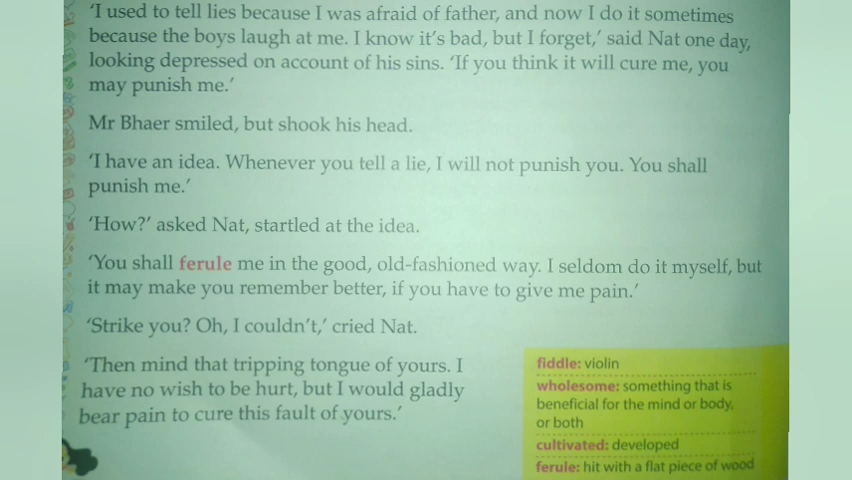 ‘I used to tell lies because I was afraid of father, and now I do it sometimes
because the boys laugh at me. I know it’s bad, but I forget,’ said Nat one day,
looking depressed on account of his sins. ‘If you think it will cure me, you
may punish me.’
Mr Bhaer smiled, but shook his head.
‘I have an idea. Whenever you tell a lie, I will not punish you. You shall
punish me.’
‘How?’ asked Nat, startled at the idea.
‘You shall ferule me in the good, old-fashioned way. I seldom do it myself, but
it may make you remember better, if you have to give me pain.’
‘Strike you? Oh, I couldn’t,’ cried Nat.
‘Then mind that tripping tongue of yours. I
have no wish to be hurt, but I would gladly
bear pain to cure this fault of yours.’
fiddle: violin
wholesome: something that is
beneficial for the mind or body,
or both
cultivated: developed
ferule: hit with a flat piece of wood